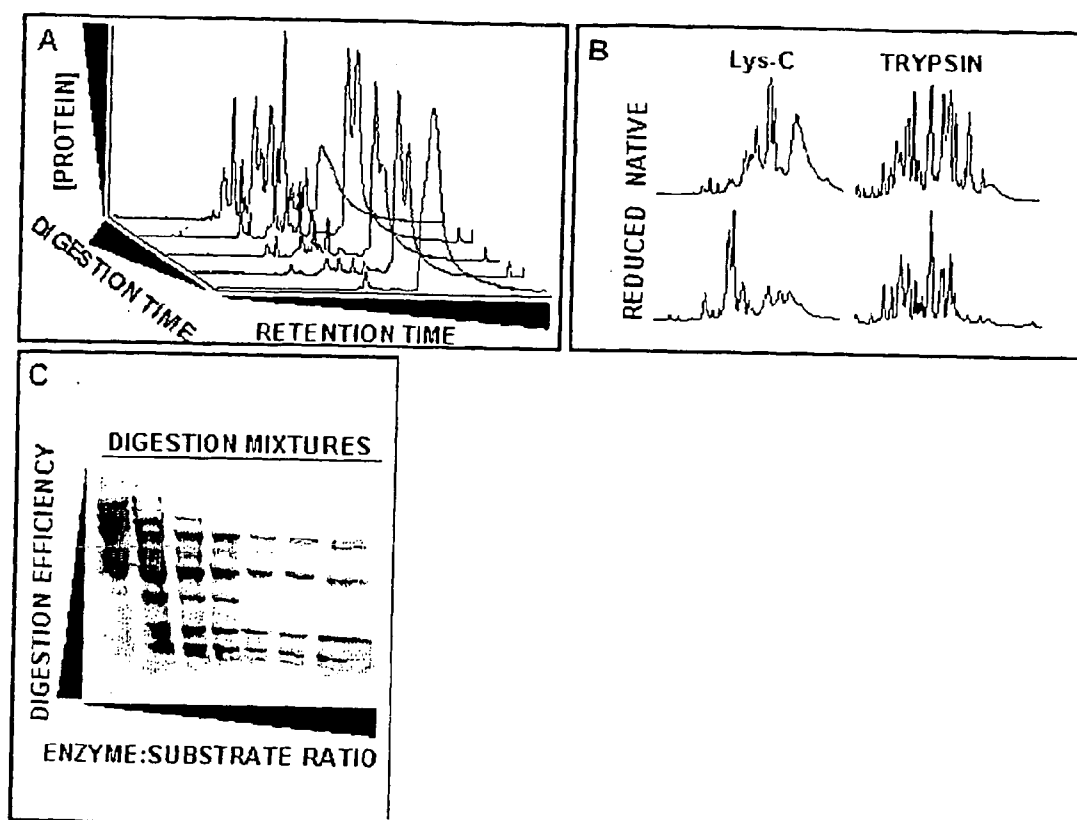 A
[PROTEIN]
DIGESTION TIME
RETENTION TIME
B
Lys-C
TRYPSIN
NATIVE
REDUCED
C
DIGESTION MIXTURES
DIGESTION EFFICIENCY
ENZYME:SUBSTRATE RATIO